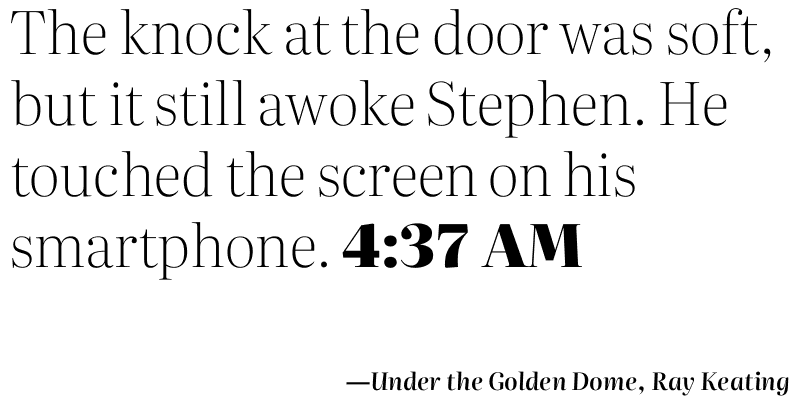 The knock at the door was soft,
but it still awoke Stephen. He
touched the screen on his
smartphone. 4:37 AM
—Under the Golden Dome, Ray Keating